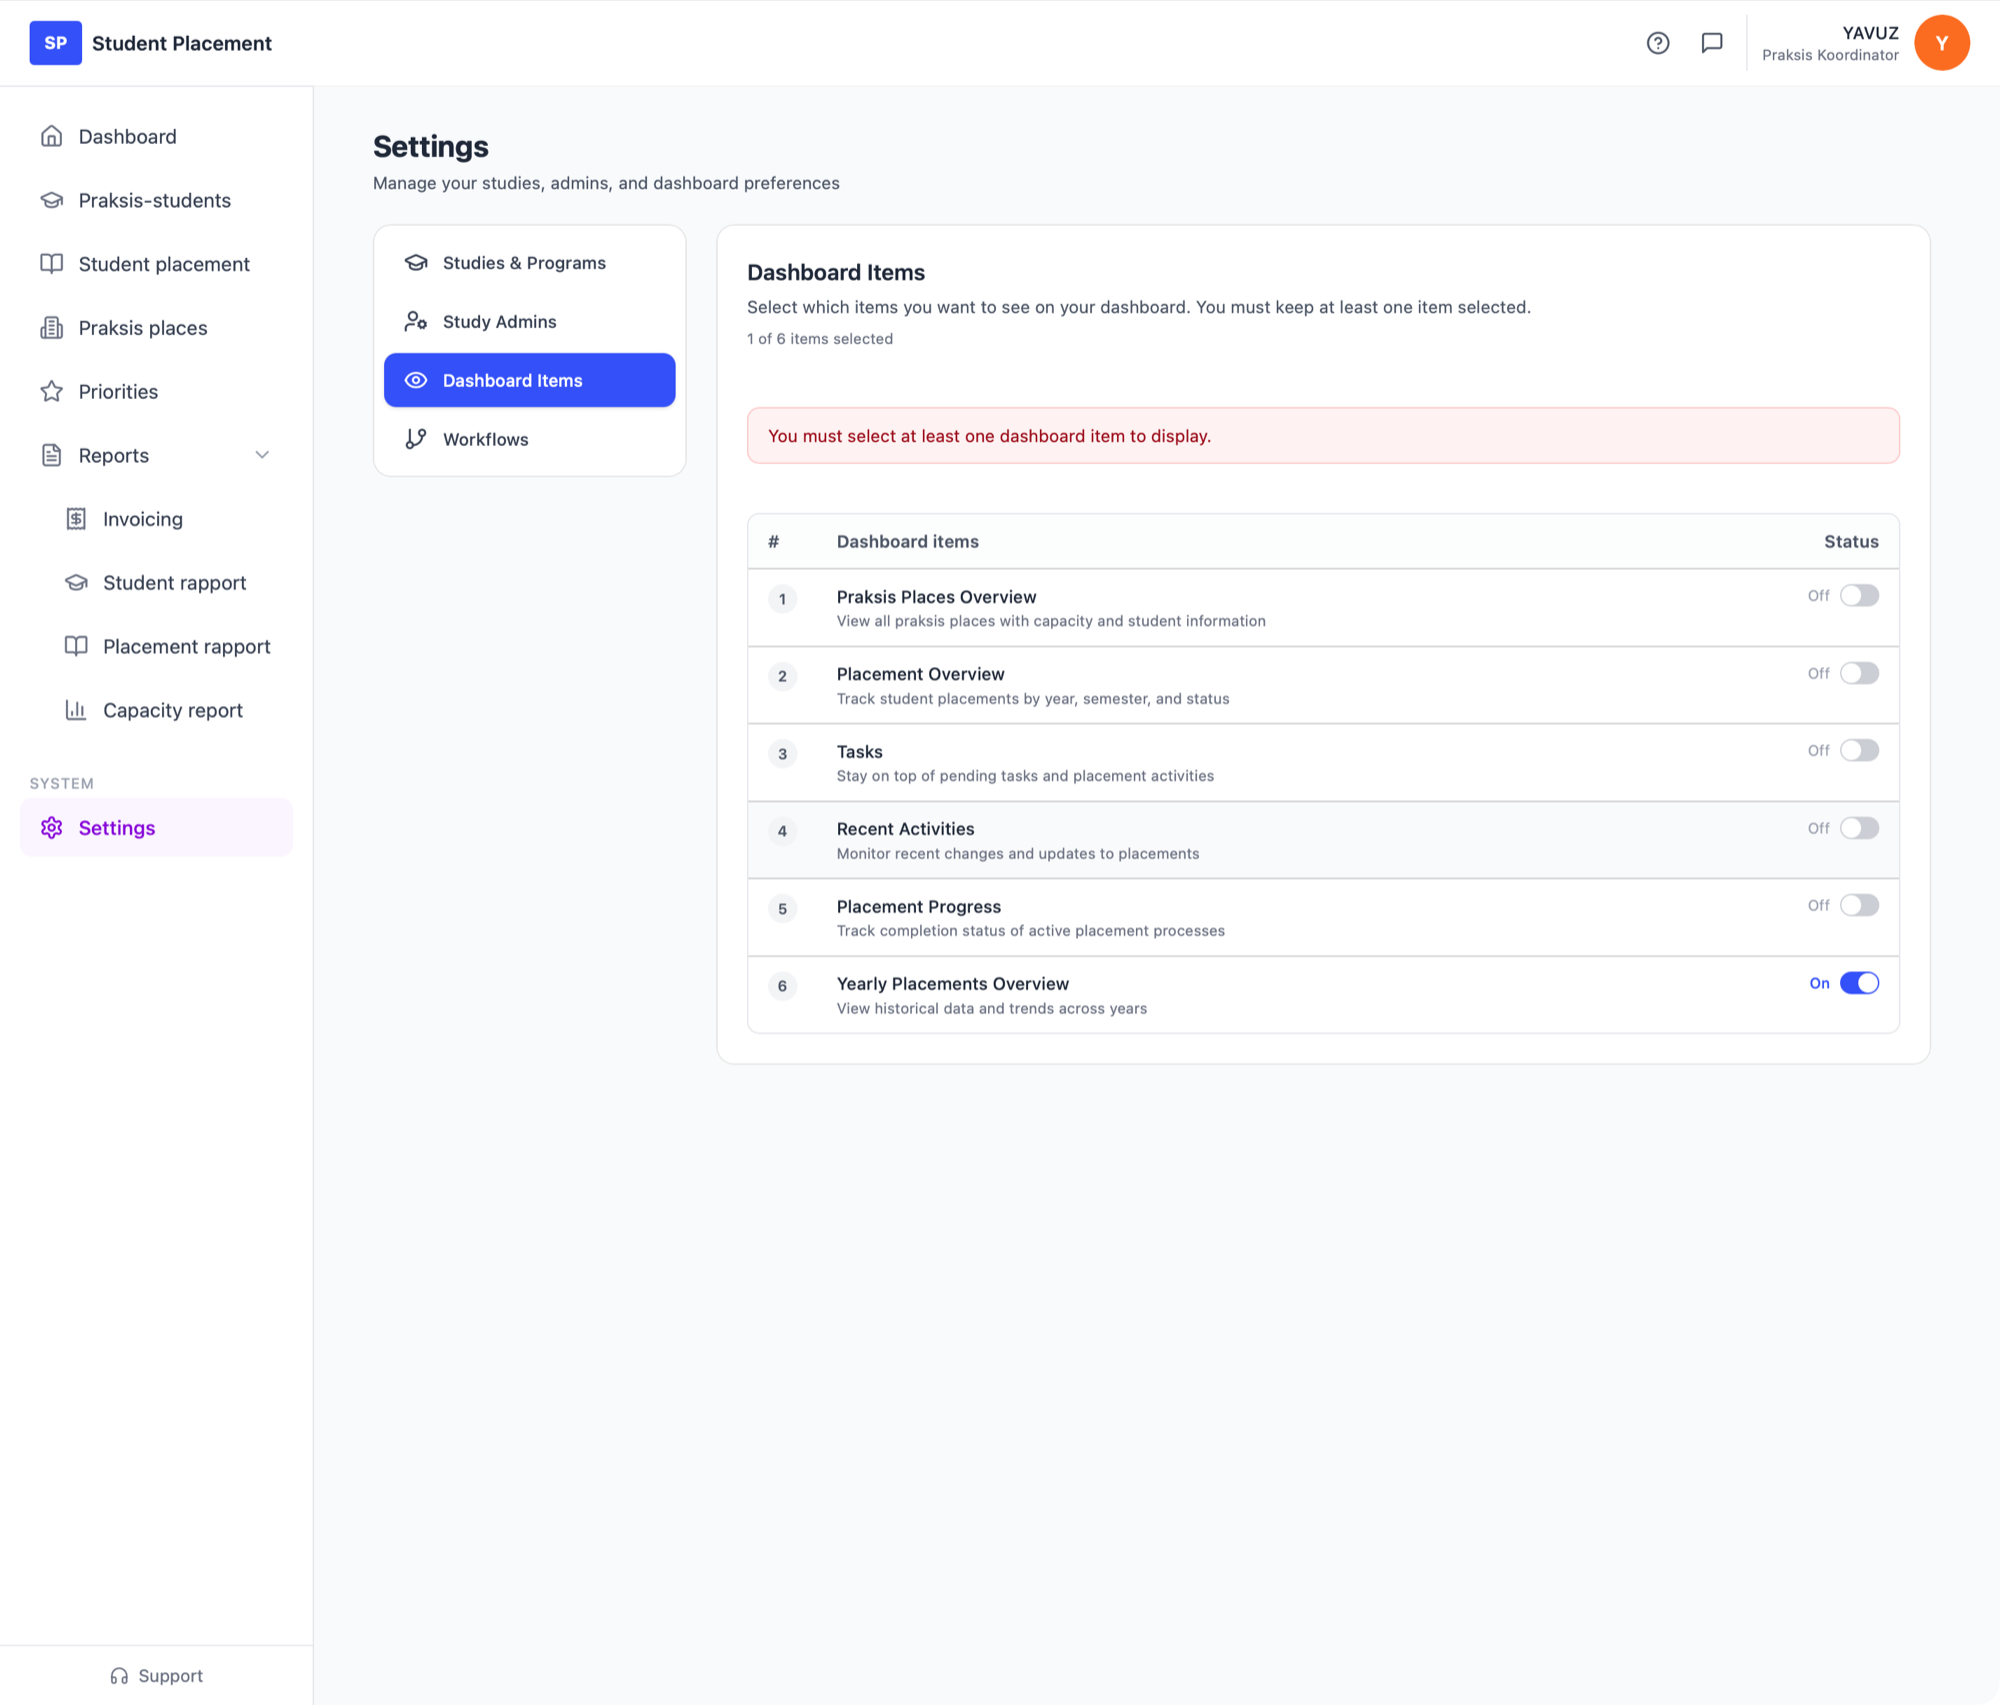 SP Student Placement
YAVUZ
Praksis Koordinator
Y
Dashboard
Praksis-students
Student placement
Praksis places
Priorities
Reports
Invoicing
Student rapport
Placement rapport
Capacity report
SYSTEM
Settings
Support
Settings
Manage your studies, admins, and dashboard preferences
Studies & Programs
Study Admins
Dashboard Items
Workflows
Dashboard Items
Select which items you want to see on your dashboard. You must keep at least one item selected.
1 of 6 items selected
You must select at least one dashboard item to display.
# Dashboard items Status
1 Praksis Places Overview Off
View all praksis places with capacity and student information
2 Placement Overview Off
Track student placements by year, semester, and status
3 Tasks Off
Stay on top of pending tasks and placement activities
4 Recent Activities Off
Monitor recent changes and updates to placements
5 Placement Progress Off
Track completion status of active placement processes
6 Yearly Placements Overview On
View historical data and trends across years